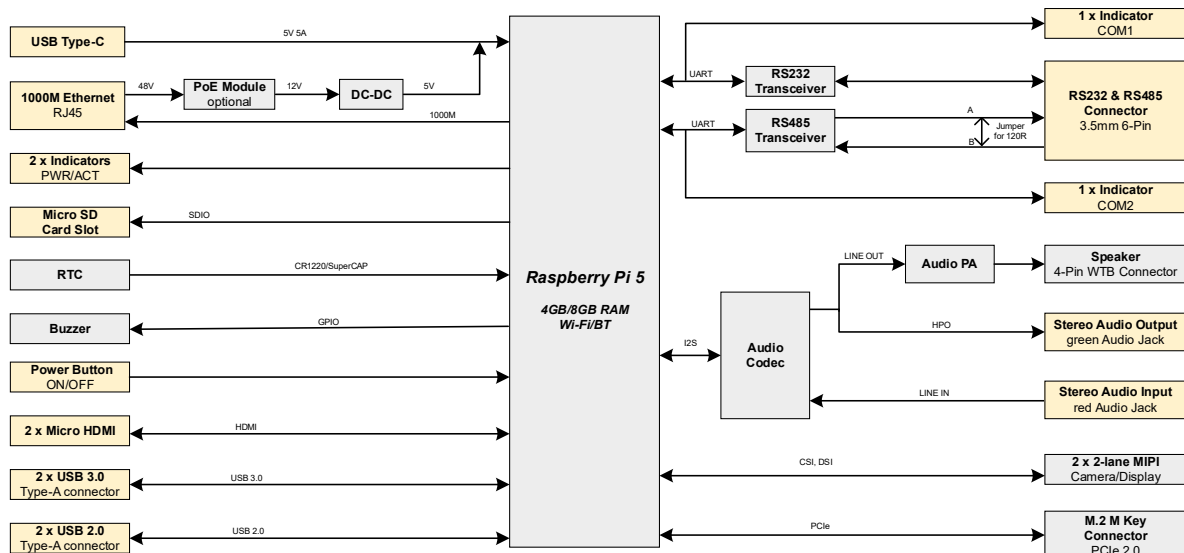 USB Type-C
5V 5A
1000M Ethernet
RJ45
48V
PoE Module
optional
12V
DC-DC
5V
1000M
2 x Indicators
PWR/ACT
Micro SD
Card Slot
SDIO
RTC
CR1220/SuperCAP
Buzzer
GPIO
Power Button
ON/OFF
2 x Micro HDMI
HDMI
2 x USB 3.0
Type-A connector
USB 3.0
2 x USB 2.0
Type-A connector
USB 2.0
Raspberry Pi 5
4GB/8GB RAM
Wi-Fi/BT
1 x Indicator
COM1
UART
RS232
Transceiver
RS232 & RS485
Connector
3.5mm 6-Pin
UART
RS485
Transceiver
A
B
Jumper
for 120R
1 x Indicator
COM2
LINE OUT
Audio PA
Speaker
4-Pin WTB Connector
I2S
Audio
Codec
HPO
Stereo Audio Output
green Audio Jack
LINE IN
Stereo Audio Input
red Audio Jack
CSI, DSI
2 x 2-lane MIPI
Camera/Display
PCIe
M.2 M Key
Connector
PCIe 2.0